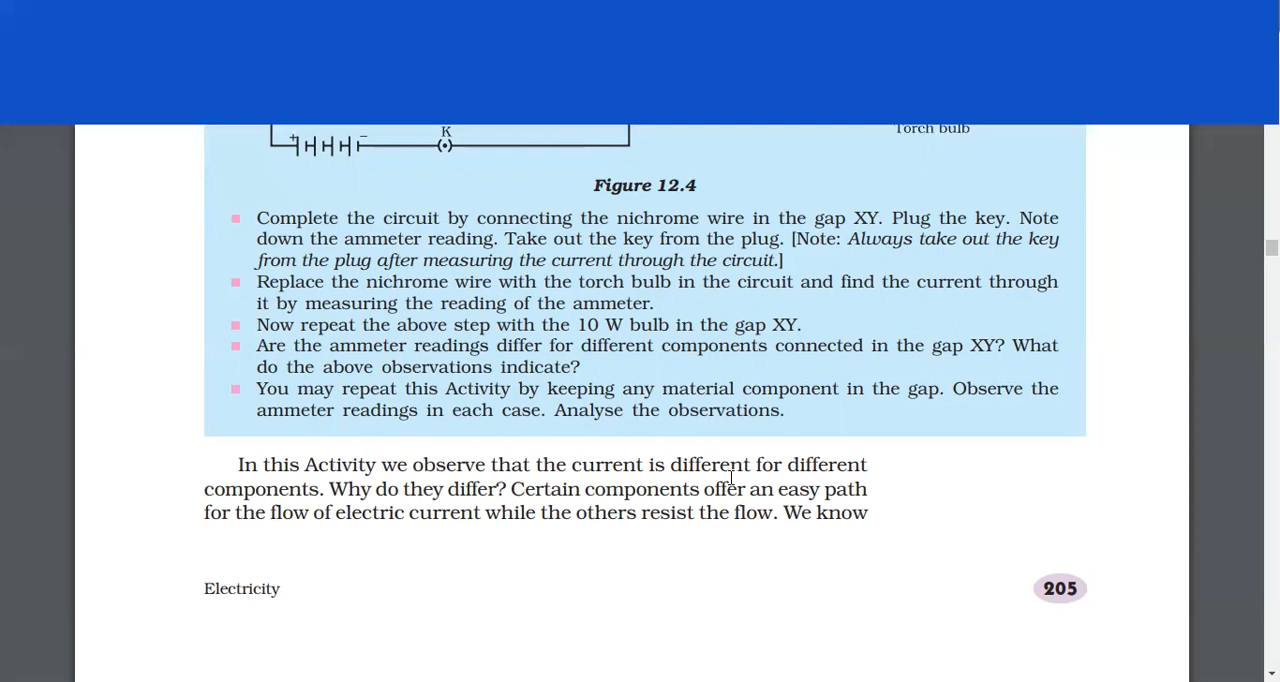 +
–
K
Torch bulb
Figure 12.4
Complete the circuit by connecting the nichrome wire in the gap XY. Plug the key. Note
down the ammeter reading. Take out the key from the plug. [Note: Always take out the key
from the plug after measuring the current through the circuit.]
Replace the nichrome wire with the torch bulb in the circuit and find the current through
it by measuring the reading of the ammeter.
Now repeat the above step with the 10 W bulb in the gap XY.
Are the ammeter readings differ for different components connected in the gap XY? What
do the above observations indicate?
You may repeat this Activity by keeping any material component in the gap. Observe the
ammeter readings in each case. Analyse the observations.
In this Activity we observe that the current is different for different
components. Why do they differ? Certain components offer an easy path
for the flow of electric current while the others resist the flow. We know
Electricity
205